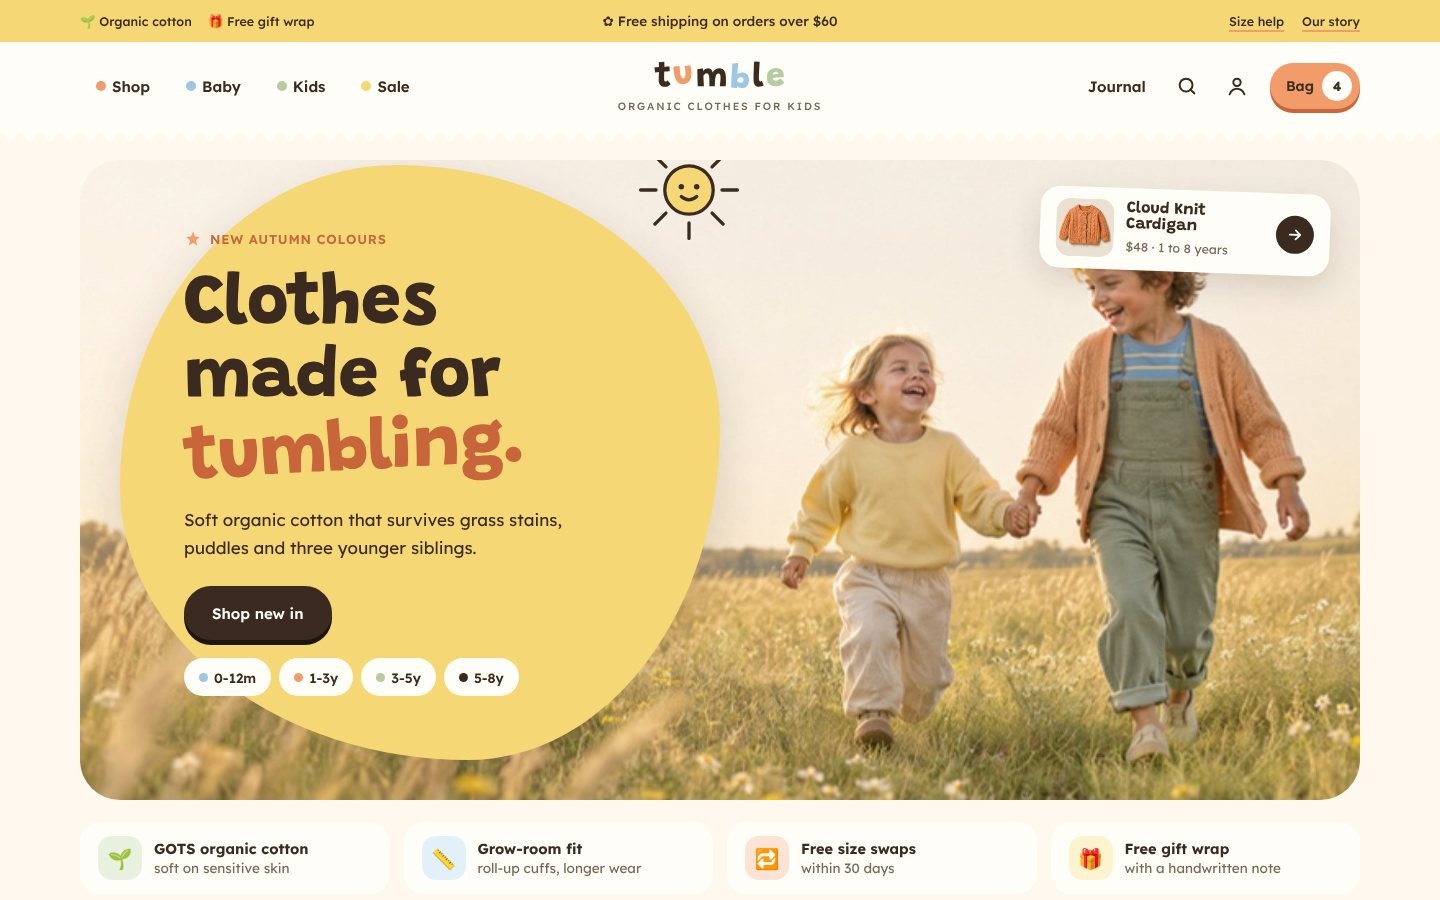 🌱 Organic cotton 🎁 Free gift wrap
✿ Free shipping on orders over $60
Size help Our story
Shop Baby Kids Sale
tumble
ORGANIC CLOTHES FOR KIDS
Journal
Bag 4
Cloud Knit
Cardigan
$48 · 1 to 8 years
NEW AUTUMN COLOURS
Clothes
made for
tumbling.
Soft organic cotton that survives grass stains,
puddles and three younger siblings.
Shop new in
0-12m 1-3y 3-5y 5-8y
GOTS organic cotton
soft on sensitive skin
Grow-room fit
roll-up cuffs, longer wear
Free size swaps
within 30 days
Free gift wrap
with a handwritten note